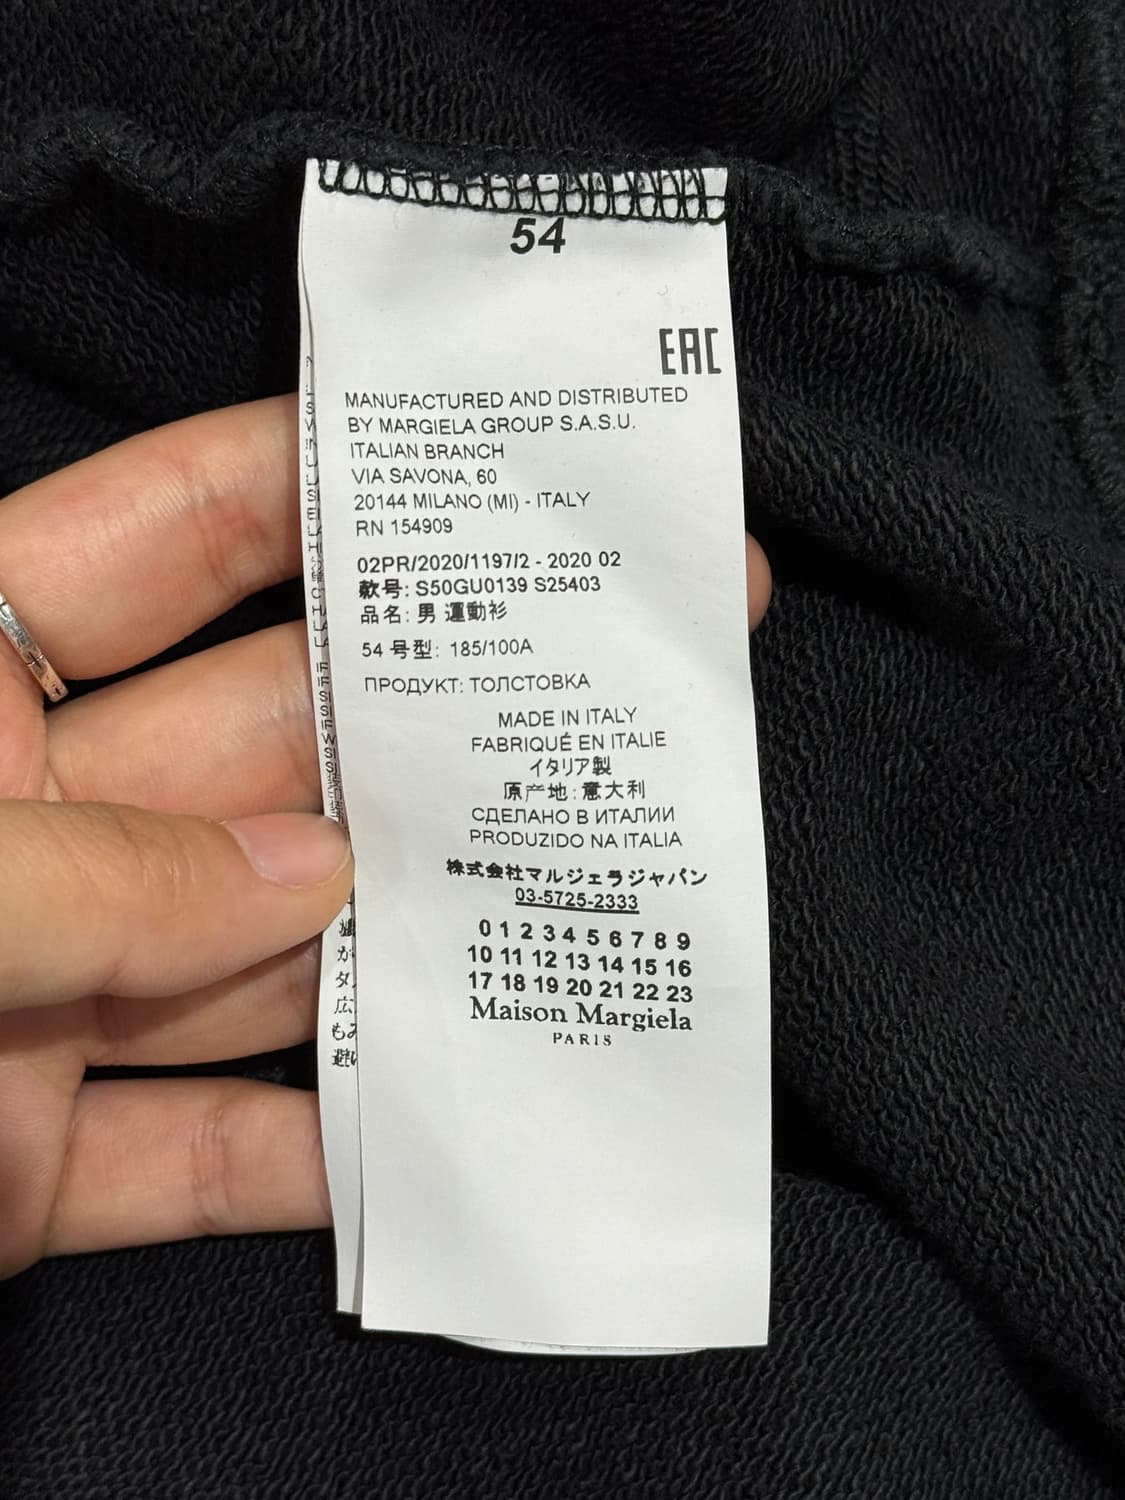 54
EAC
MANUFACTURED AND DISTRIBUTED
BY MARGIELA GROUP S.A.S.U.
ITALIAN BRANCH
VIA SAVONA, 60
20144 MILANO (MI) - ITALY
RN 154909
02PR/2020/1197/2 - 2020 02
款号: S50GU0139 S25403
品名: 男 運動衫
54 号型: 185/100A
ПРОДУКТ: ТОЛСТОВКА
MADE IN ITALY
FABRIQUÉ EN ITALIE
イタリア製
原产地: 意大利
СДЕЛАНО В ИТАЛИИ
PRODUZIDO NA ITALIA
株式会社マルジェラジャパン
03-5725-2333
0 1 2 3 4 5 6 7 8 9
10 11 12 13 14 15 16
17 18 19 20 21 22 23
Maison Margiela
PARIS